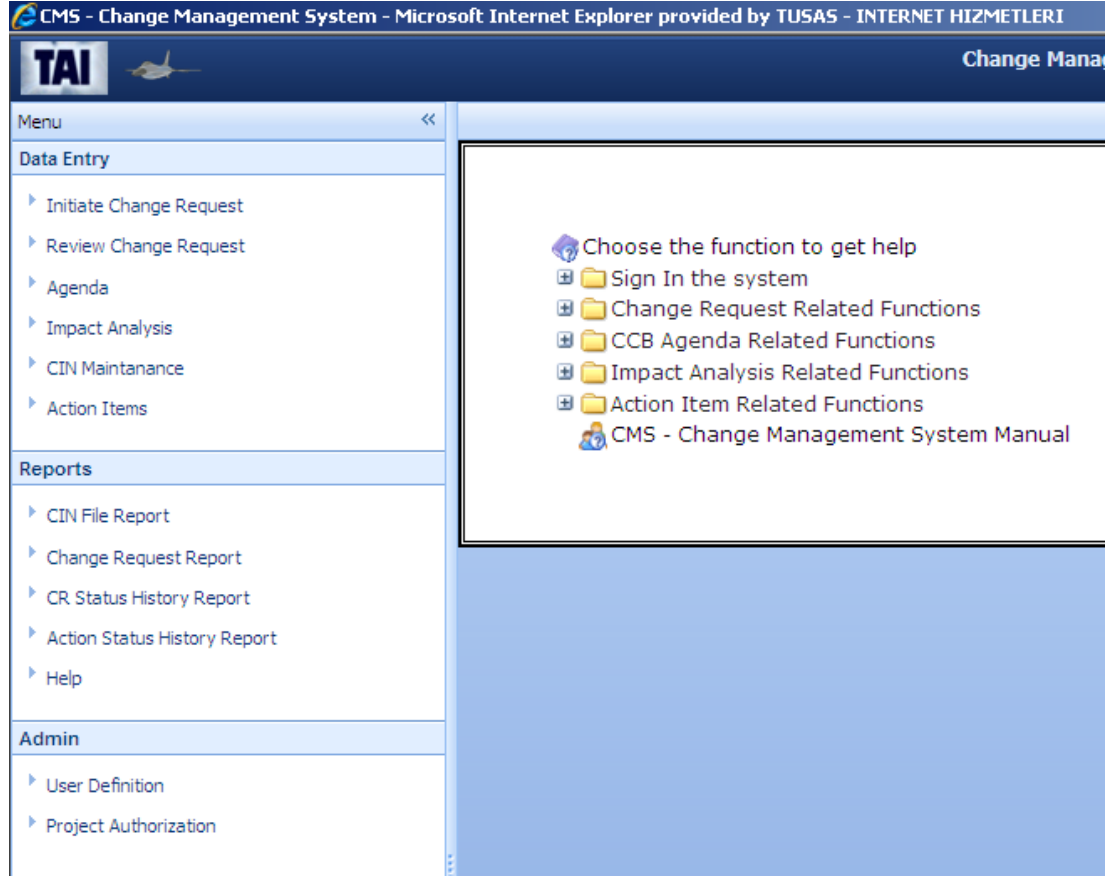 CMS - Change Management System - Microsoft Internet Explorer provided by TUSAS - INTERNET HIZMETLERI
TAI
Change Mana
Menu
Data Entry
Initiate Change Request
Review Change Request
Agenda
Impact Analysis
CIN Maintanance
Action Items
Reports
CIN File Report
Change Request Report
CR Status History Report
Action Status History Report
Help
Admin
User Definition
Project Authorization
Choose the function to get help
Sign In the system
Change Request Related Functions
CCB Agenda Related Functions
Impact Analysis Related Functions
Action Item Related Functions
CMS - Change Management System Manual